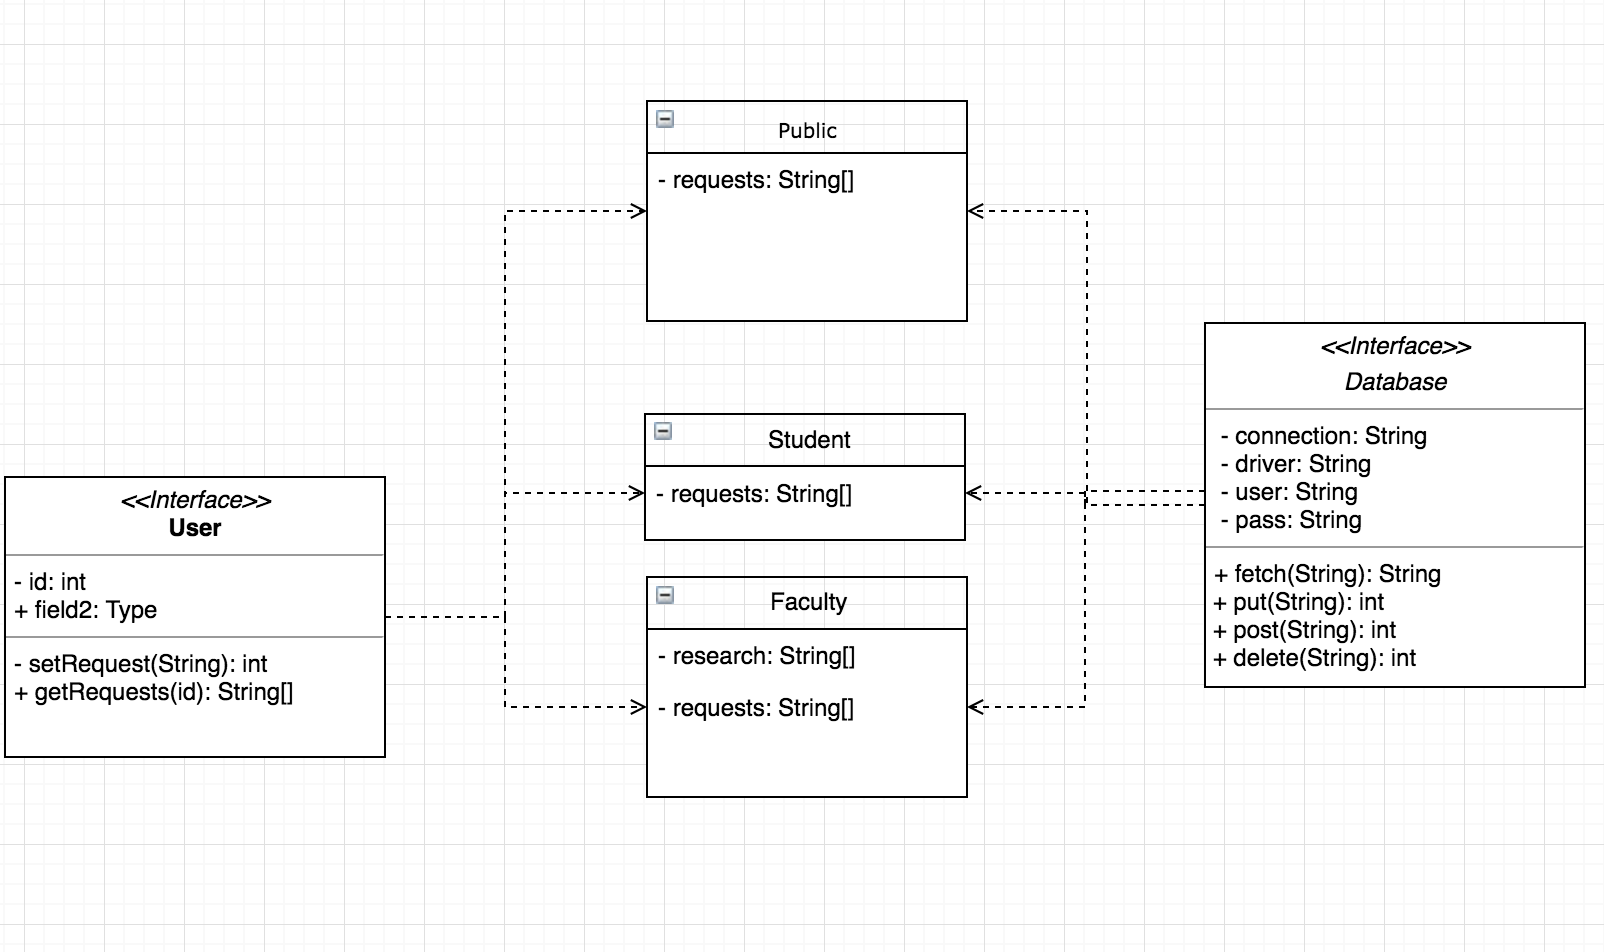 Public
- requests: String[]
<<Interface>>
Database
- connection: String
- driver: String
- user: String
- pass: String
+ fetch(String): String
+ put(String): int
+ post(String): int
+ delete(String): int
Student
- requests: String[]
<<Interface>>
User
- id: int
+ field2: Type
- setRequest(String): int
+ getRequests(id): String[]
Faculty
- research: String[]
- requests: String[]